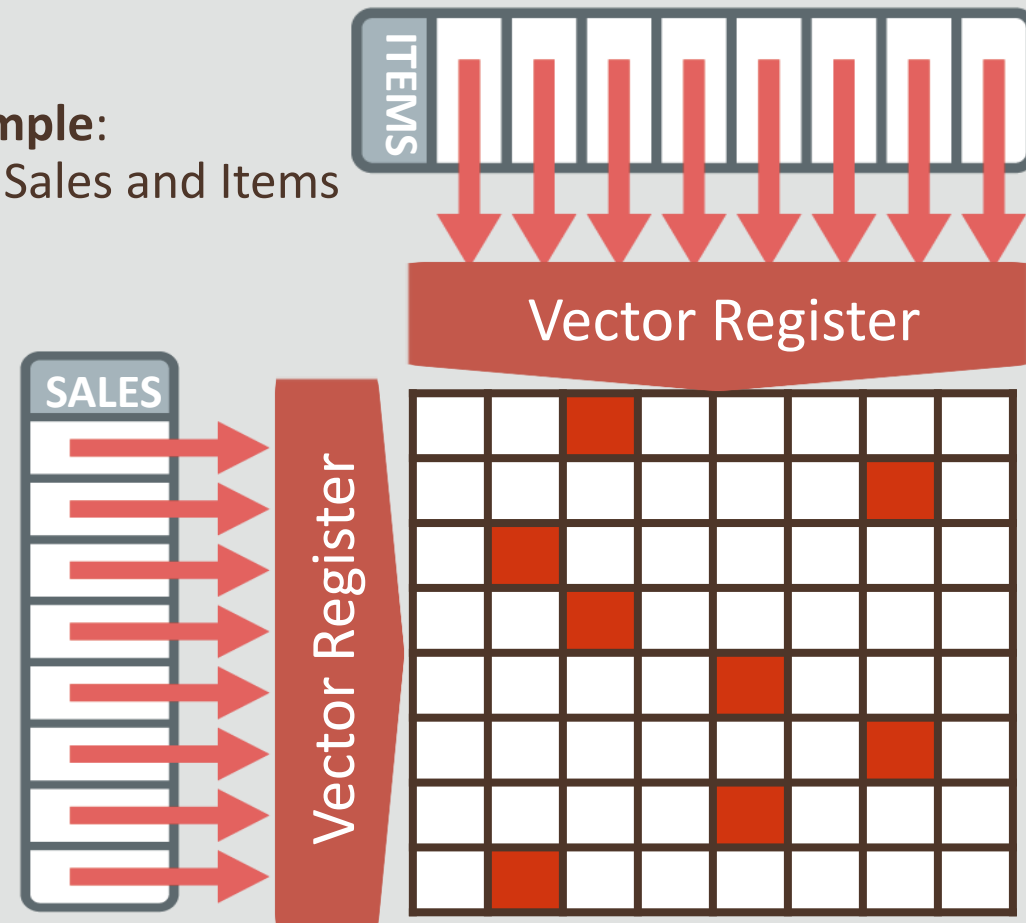 mple:
Sales and Items
ITEMS
Vector Register
SALES
Vector Register